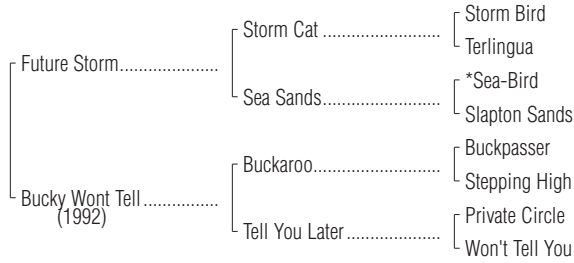 Storm Bird
Storm Cat ........................
Terlingua
Future Storm....................
*Sea-Bird
Sea Sands........................
Slapton Sands
Buckpasser
Buckaroo..........................
Stepping High
Bucky Wont Tell...............
(1992)
Private Circle
Tell You Later...................
Won't Tell You